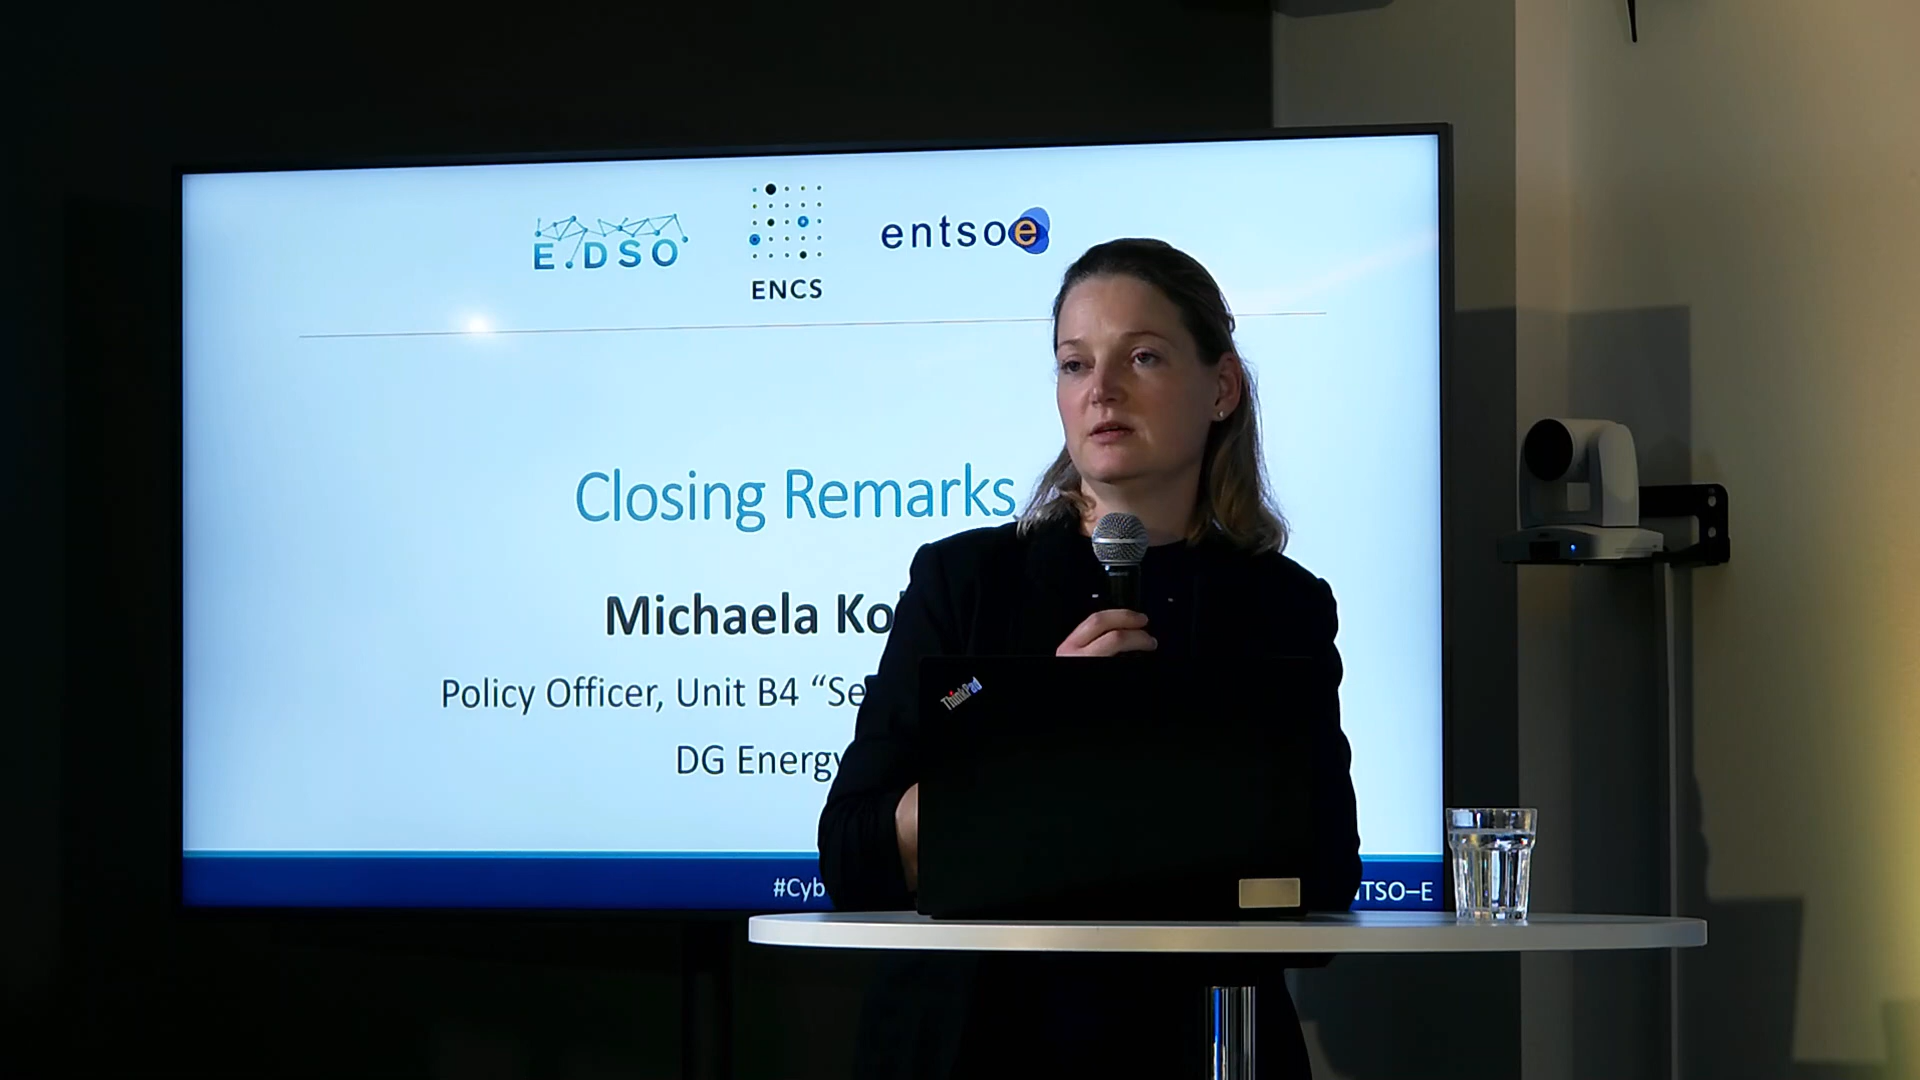 E.DSO
ENCS
entsoe
Closing Remarks
Michaela Ko
Policy Officer, Unit B4 “Se
DG Energy
ThinkPad
#Cyb
NTSO–E